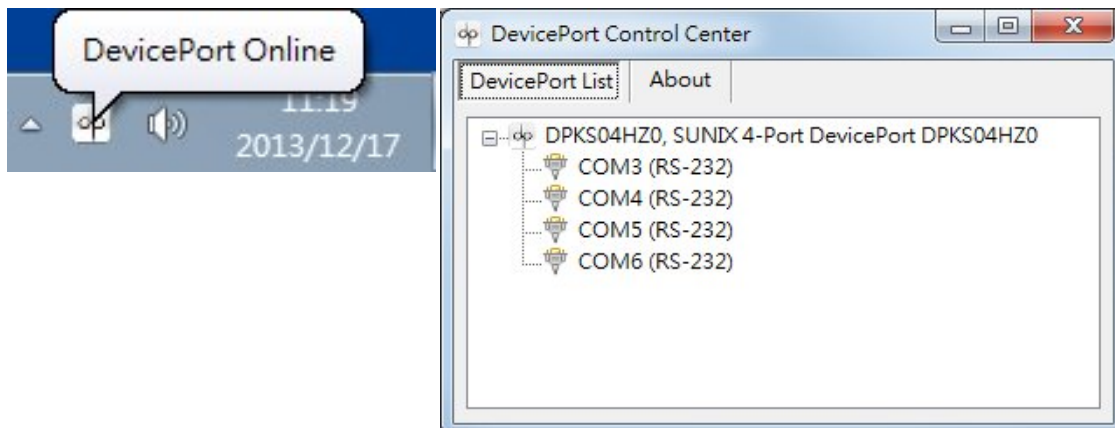 DevicePort Online
11:19
2013/12/17
DevicePort Control Center
DevicePort List
About
DPKS04HZ0, SUNIX 4-Port DevicePort DPKS04HZ0
COM3 (RS-232)
COM4 (RS-232)
COM5 (RS-232)
COM6 (RS-232)